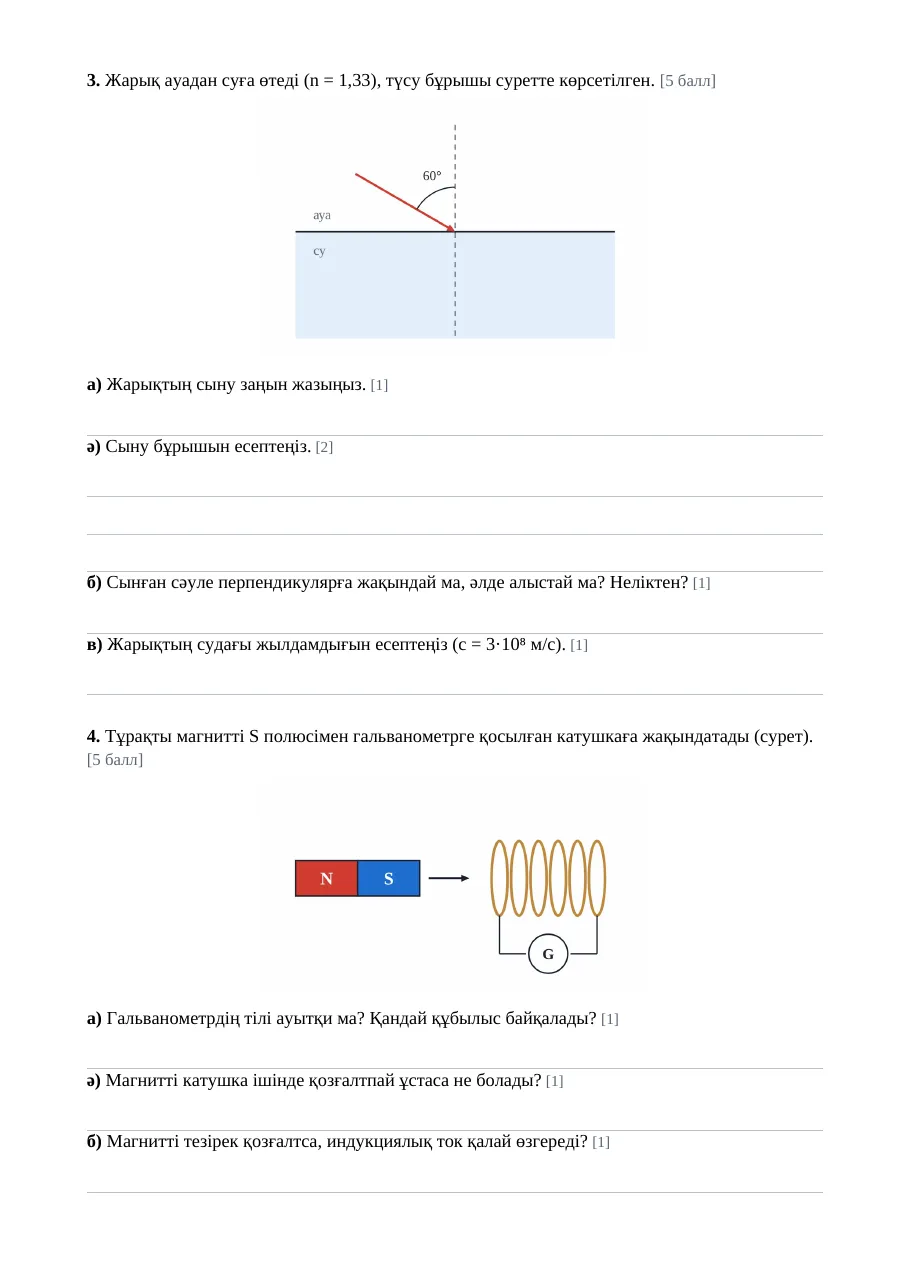 3. Жарық ауадан суға өтеді (n = 1,33), түсу бұрышы суретте көрсетілген. [5 балл]
60°
ауа
су
а) Жарықтың сыну заңын жазыңыз. [1]
ә) Сыну бұрышын есептеңіз. [2]
б) Сынған сәуле перпендикулярға жақындай ма, әлде алыстай ма? Неліктен? [1]
в) Жарықтың судағы жылдамдығын есептеңіз (c = 3·10⁸ м/с). [1]
4. Тұрақты магнитті S полюсімен гальванометрге қосылған катушкаға жақындатады (сурет).
[5 балл]
N S
G
а) Гальванометрдің тілі ауытқи ма? Қандай құбылыс байқалады? [1]
ә) Магнитті катушка ішінде қозғалтпай ұстаса не болады? [1]
б) Магнитті тезірек қозғалтса, индукциялық ток қалай өзгереді? [1]